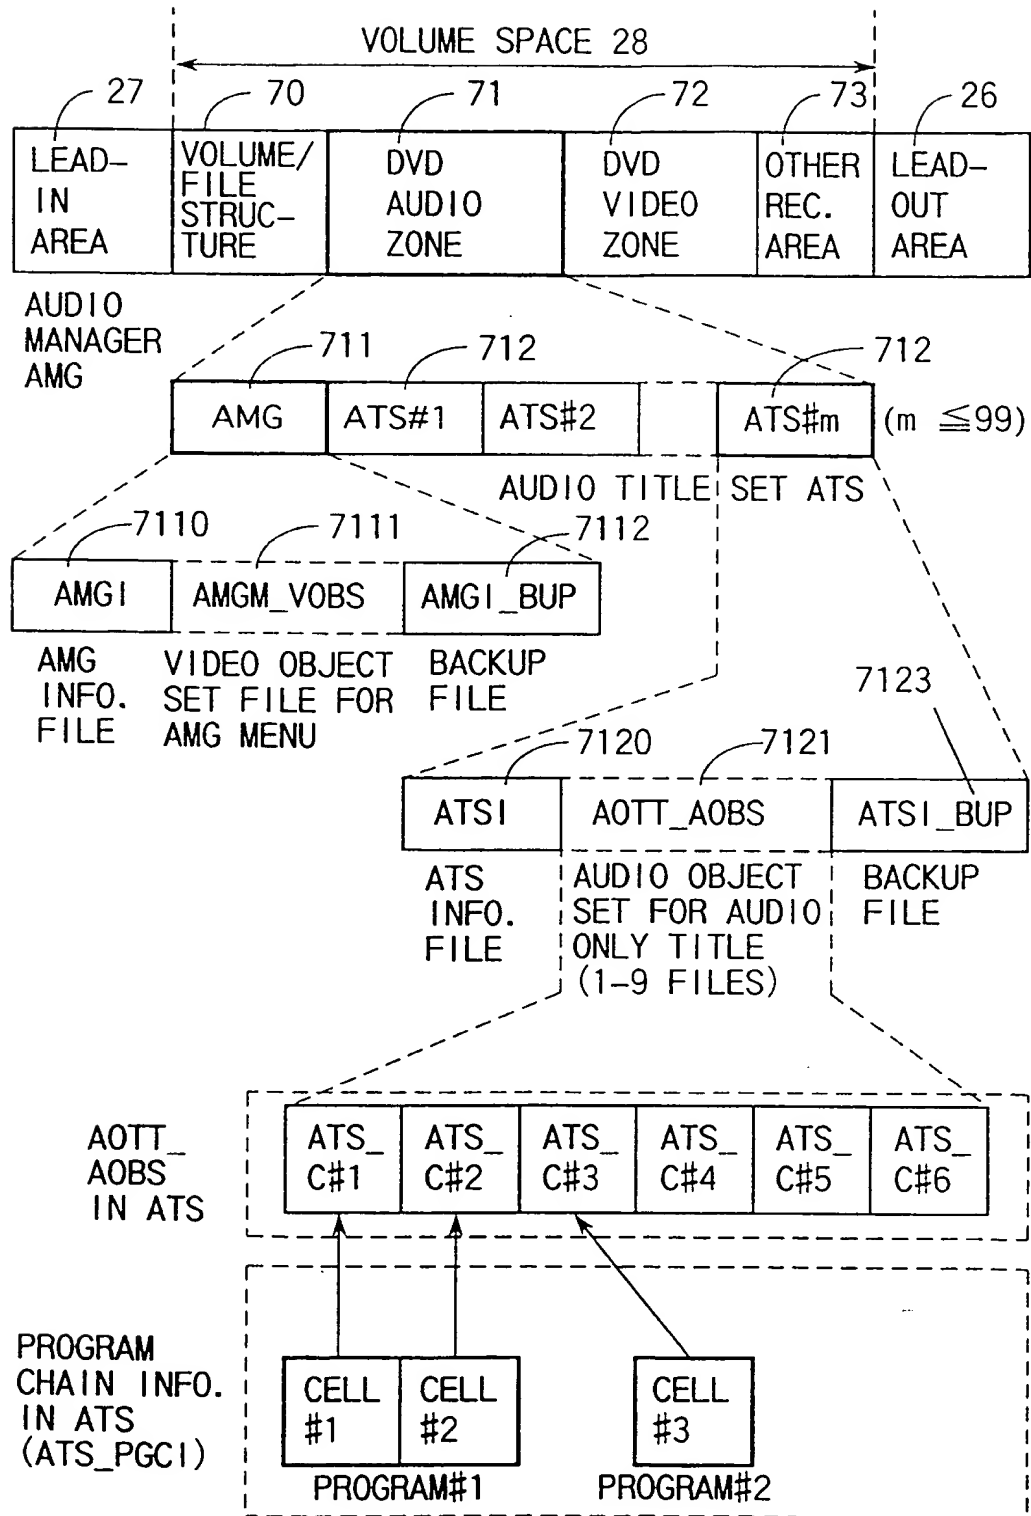 VOLUME SPACE 28
27 70 71 72 73 26
LEAD-
IN
AREA
VOLUME/
FILE
STRUC-
TURE
DVD
AUDIO
ZONE
DVD
VIDEO
ZONE
OTHER
REC.
AREA
LEAD-
OUT
AREA
AUDIO
MANAGER
AMG
711 712 712
AMG ATS#1 ATS#2 ATS#m (m ≦99)
AUDIO TITLE SET ATS
7110 7111 7112
AMGI AMGM_VOBS AMGI_BUP
AMG
INFO.
FILE
VIDEO OBJECT
SET FILE FOR
AMG MENU
BACKUP
FILE
7120 7121 7123
ATSI AOTT_AOBS ATSI_BUP
ATS
INFO.
FILE
AUDIO OBJECT
SET FOR AUDIO
ONLY TITLE
(1-9 FILES)
BACKUP
FILE
AOTT_
AOBS
IN ATS
ATS_
C#1
ATS_
C#2
ATS_
C#3
ATS_
C#4
ATS_
C#5
ATS_
C#6
PROGRAM
CHAIN INFO.
IN ATS
(ATS_PGCI)
CELL
#1
CELL
#2
CELL
#3
PROGRAM#1 PROGRAM#2